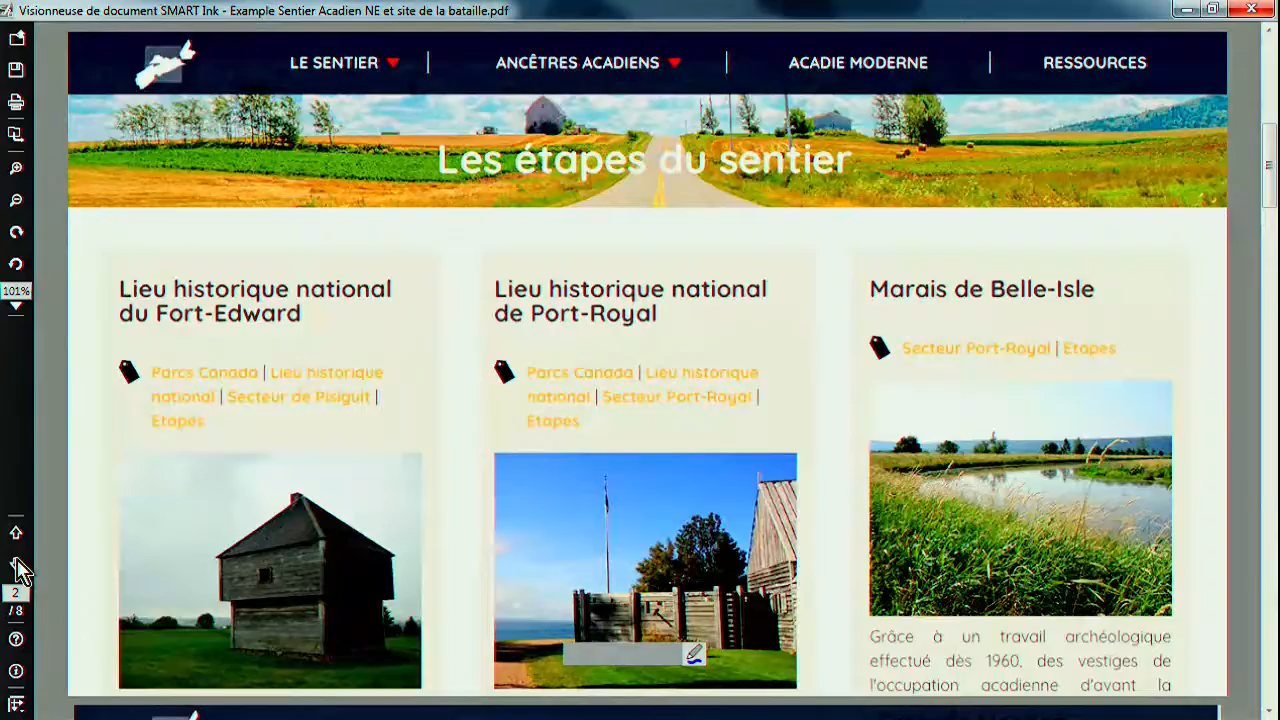 Visionneuse de document SMART Ink - Example Sentier Acadien NE et site de la bataille.pdf
LE SENTIER
ANCÊTRES ACADIENS
ACADIE MODERNE
RESSOURCES
Les étapes du sentier
Lieu historique national
du Fort-Edward
Parcs Canada | Lieu historique
national | Secteur de Pisiguit |
Etapes
Lieu historique national
de Port-Royal
Parcs Canada | Lieu historique
national | Secteur Port-Royal |
Etapes
Marais de Belle-Isle
Secteur Port-Royal | Etapes
Grâce à un travail archéologique
effectué dès 1960, des vestiges de
l'occupation acadienne d'avant la
101%
2
/ 8